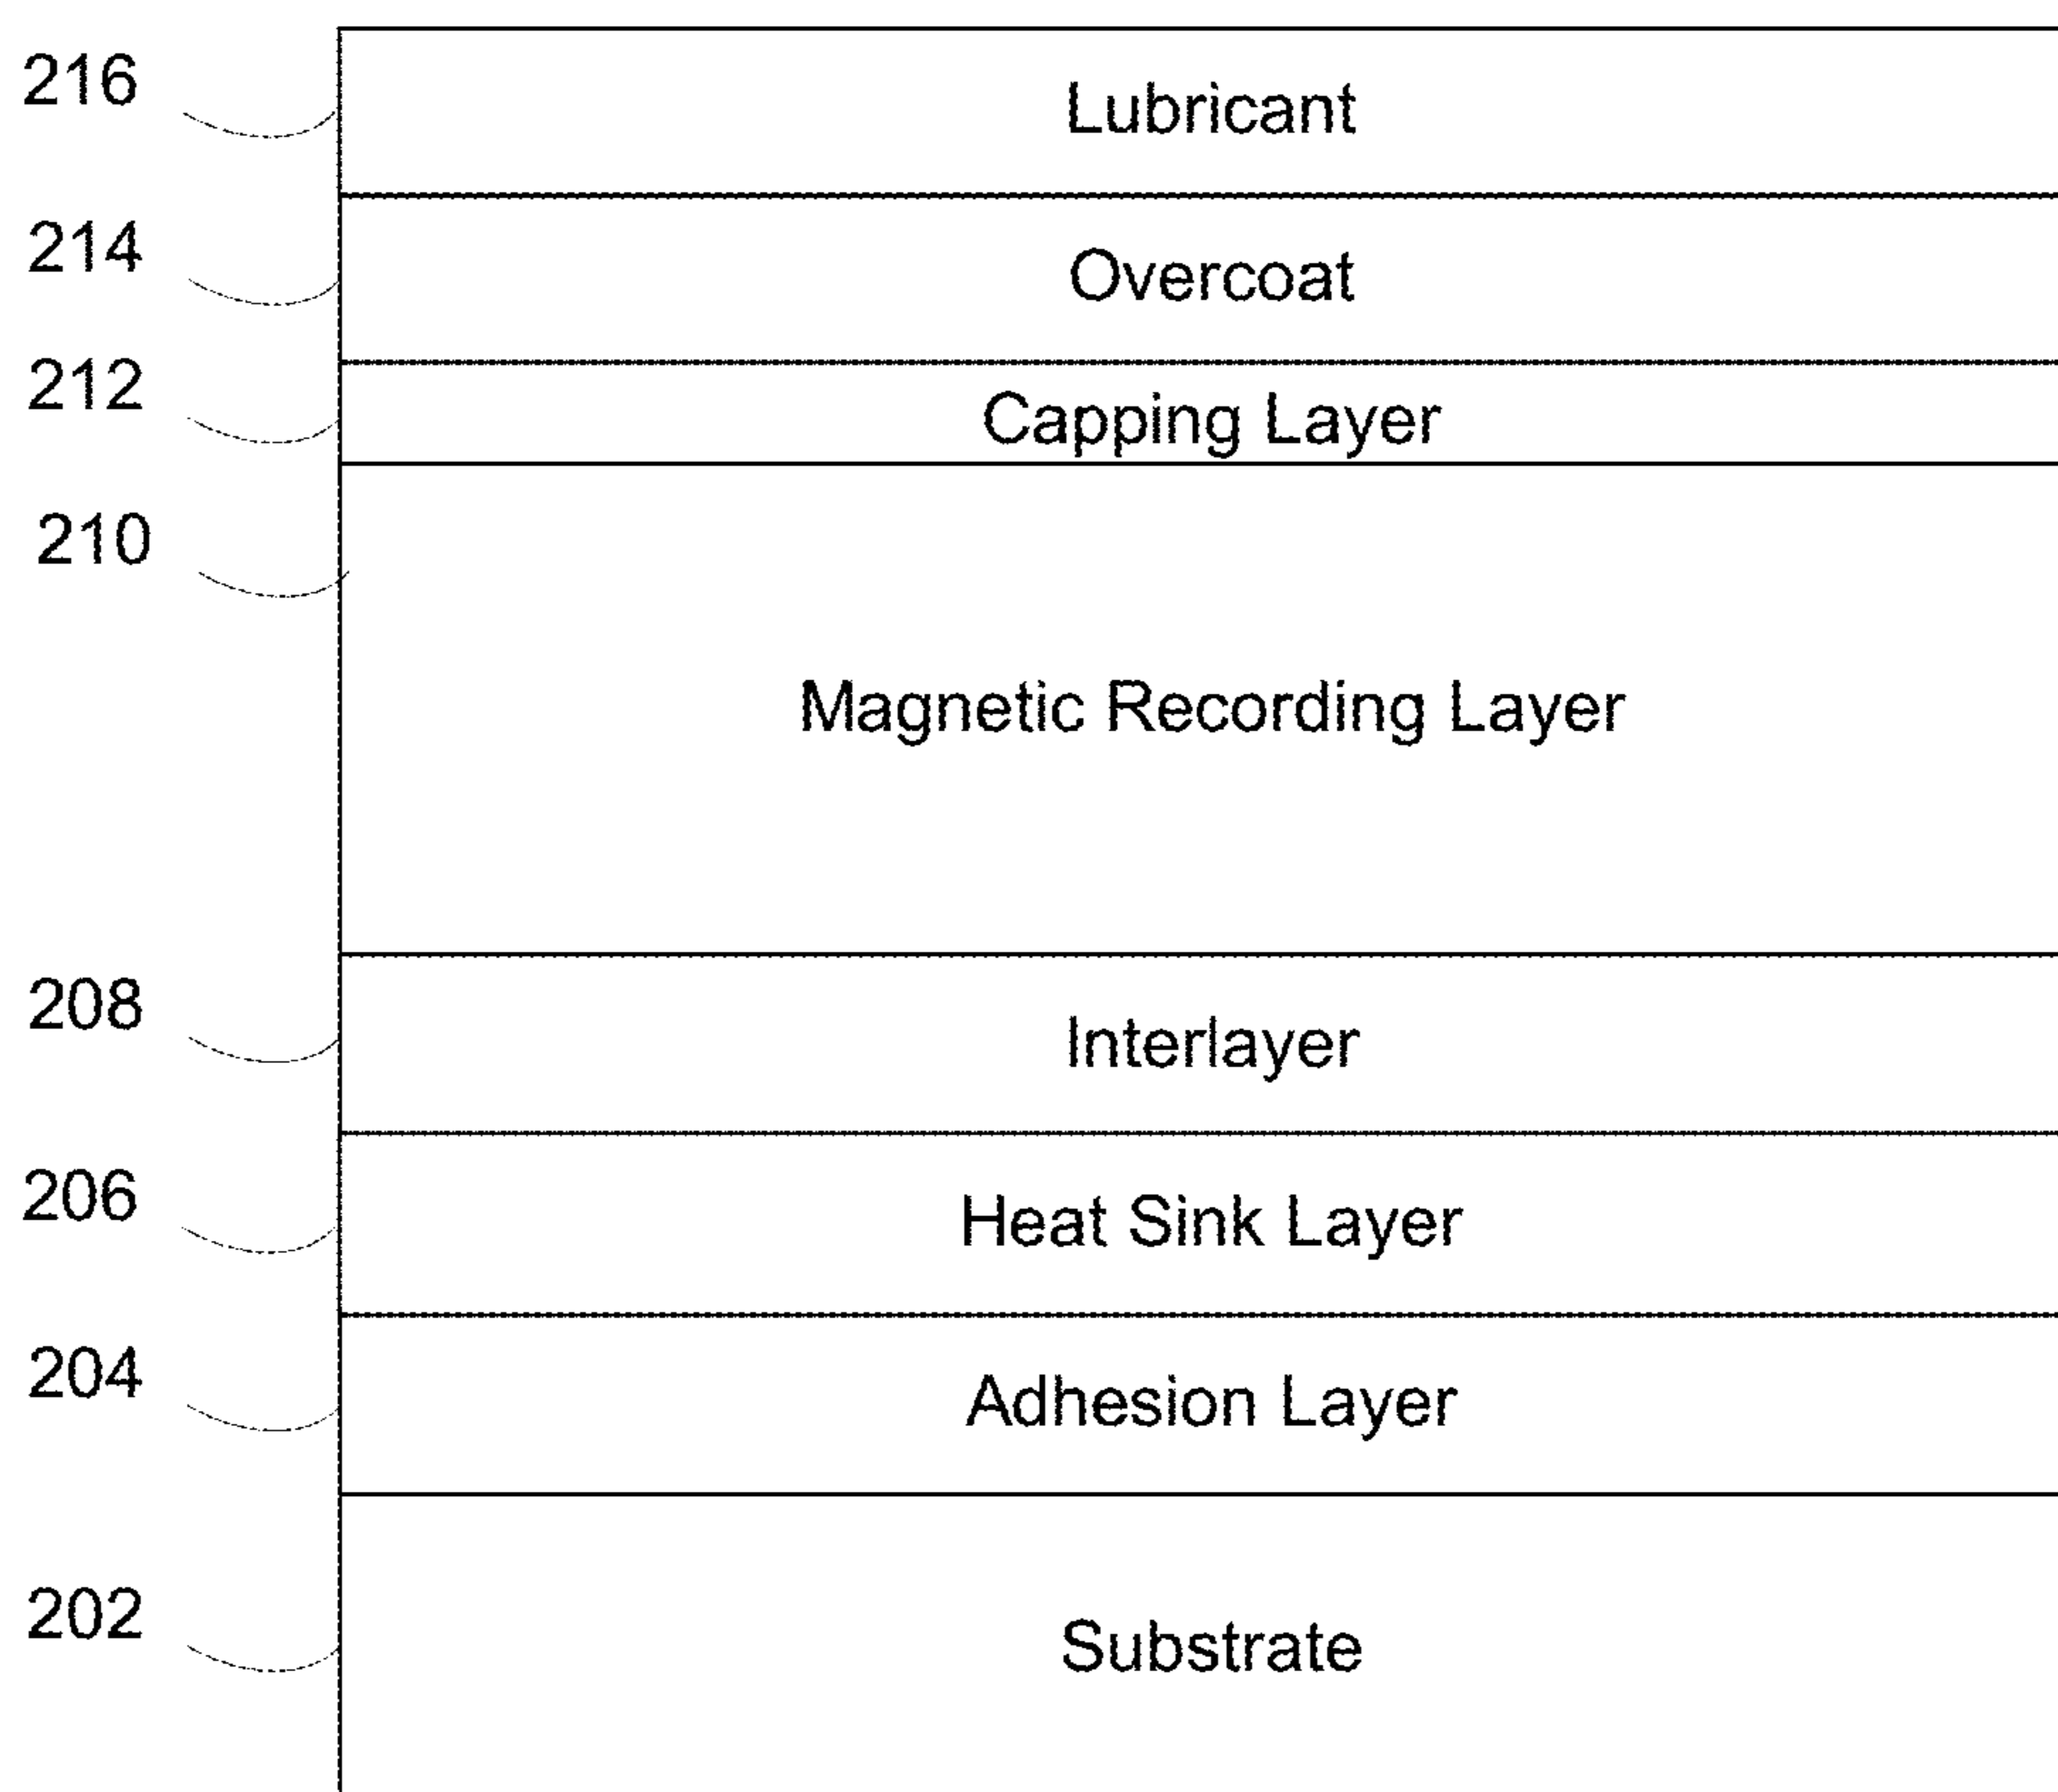 216 Lubricant
214 Overcoat
212 Capping Layer
210
Magnetic Recording Layer
208 Interlayer
206 Heat Sink Layer
204 Adhesion Layer
202 Substrate